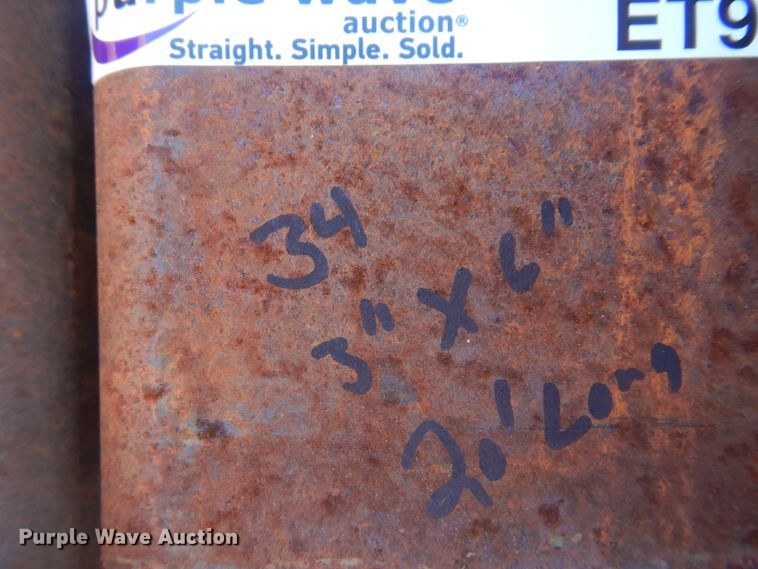 purple wave
auction®
Straight. Simple. Sold.
ET9
34
3" X 6"
20' Long
Purple Wave Auction